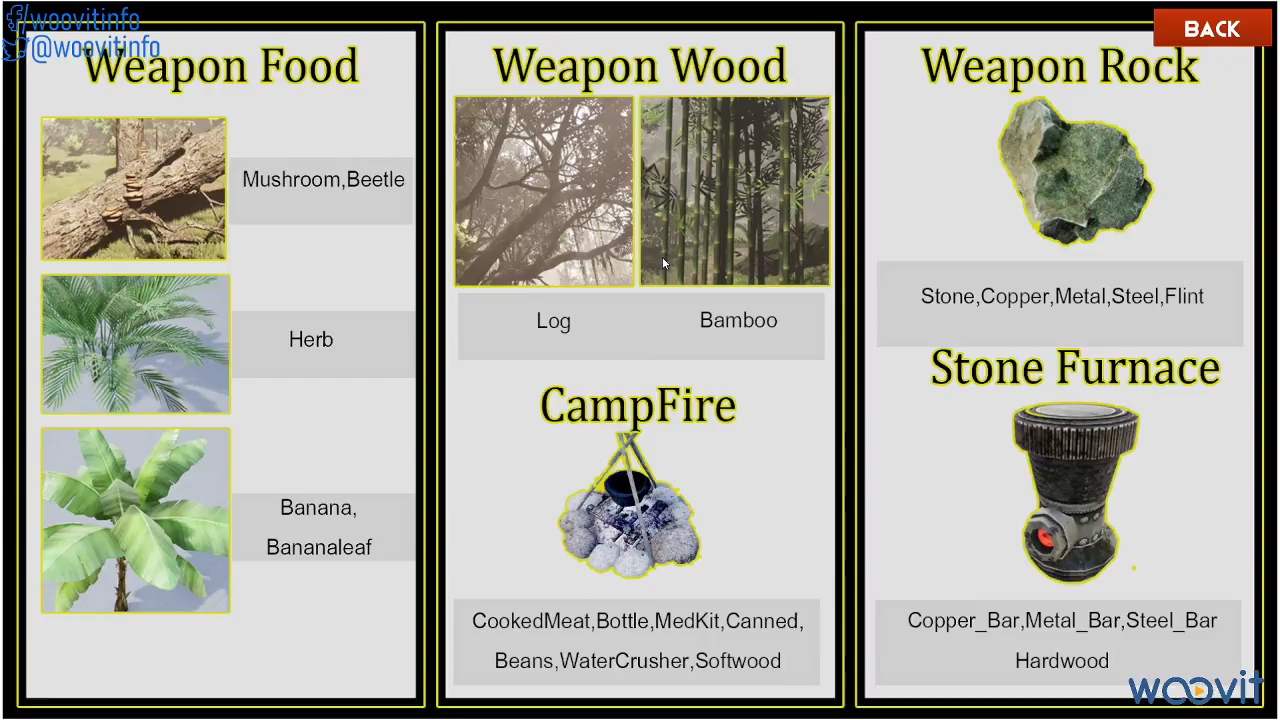 /woovitinfo
@woovitinfo
BACK
Weapon Food
Mushroom,Beetle
Herb
Banana,
Bananaleaf
Weapon Wood
Log
Bamboo
CampFire
CookedMeat,Bottle,MedKit,Canned,
Beans,WaterCrusher,Softwood
Weapon Rock
Stone,Copper,Metal,Steel,Flint
Stone Furnace
Copper_Bar,Metal_Bar,Steel_Bar
Hardwood
woovit